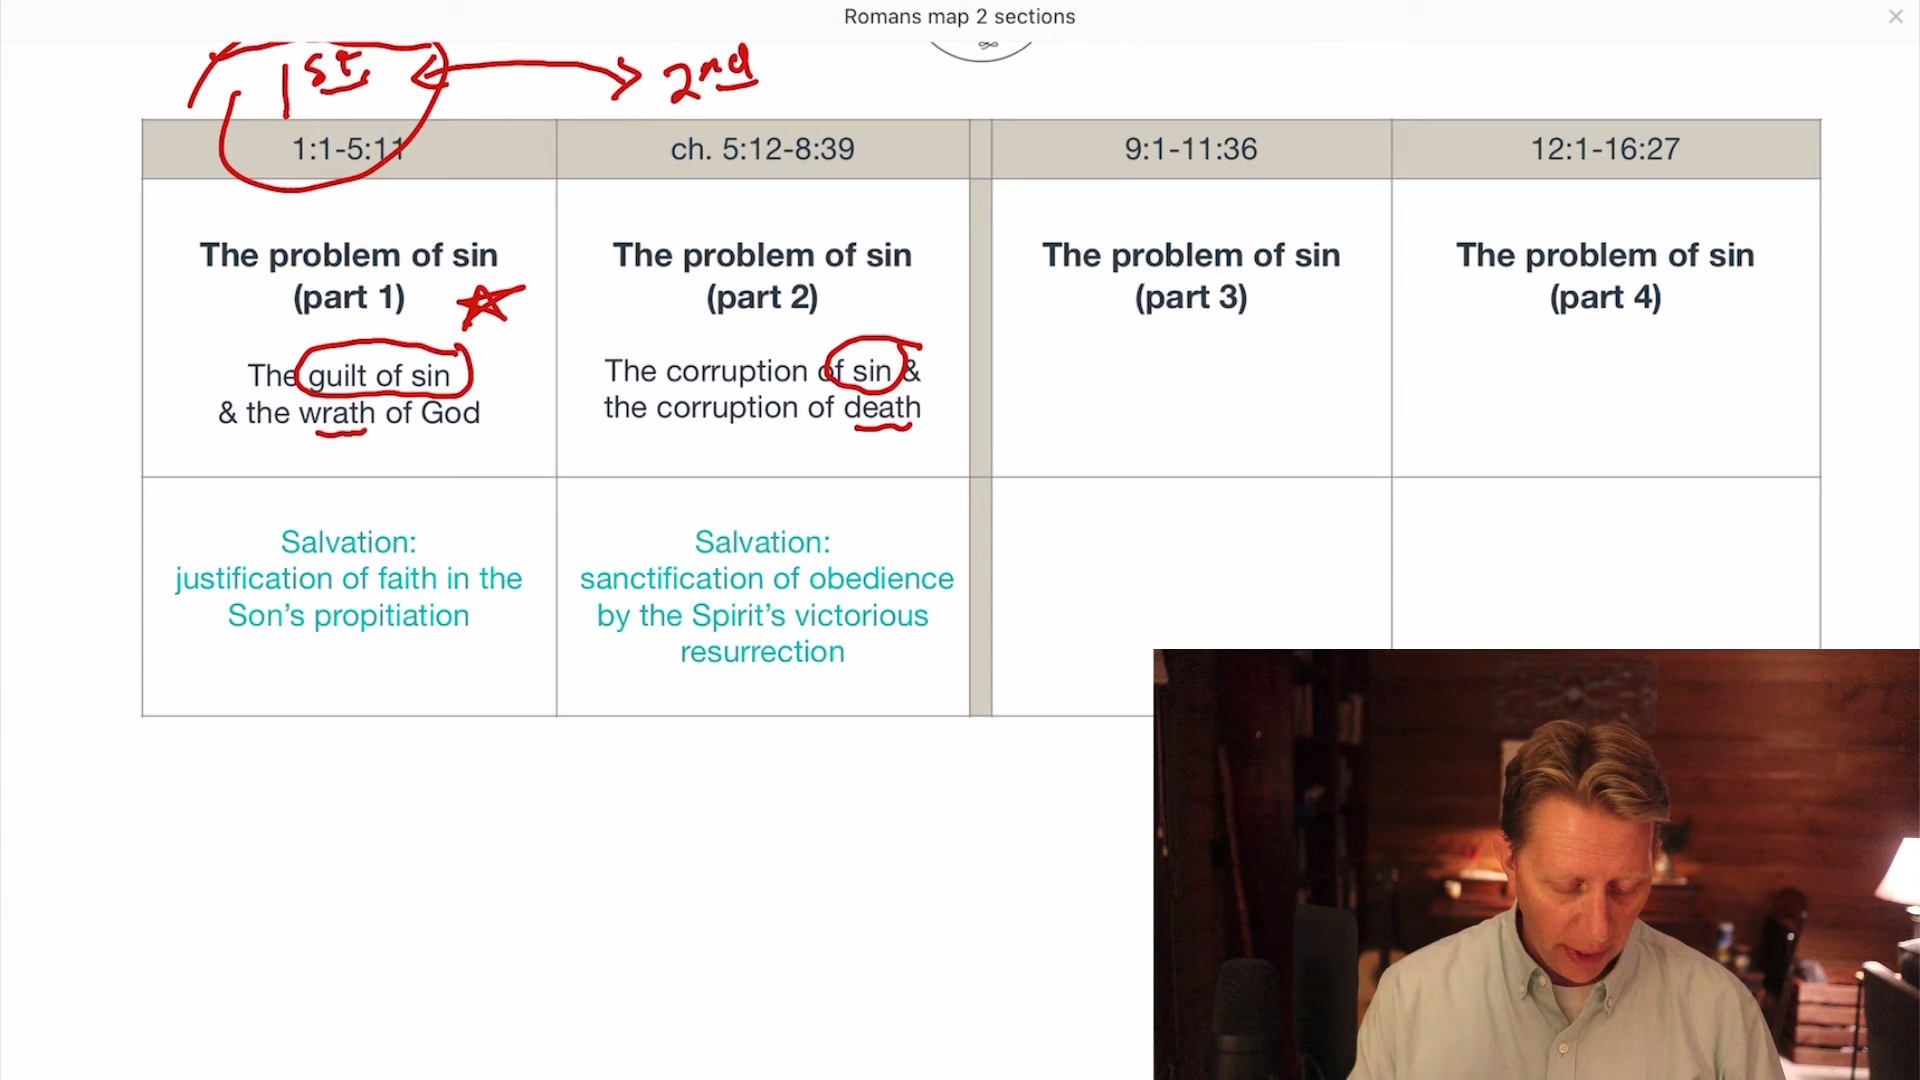 Romans map 2 sections
1st
2nd
1:1-5:11
ch. 5:12-8:39
9:1-11:36
12:1-16:27
The problem of sin
(part 1)
The guilt of sin
& the wrath of God
The problem of sin
(part 2)
The corruption of sin &
the corruption of death
The problem of sin
(part 3)
The problem of sin
(part 4)
Salvation:
justification of faith in the
Son’s propitiation
Salvation:
sanctification of obedience
by the Spirit’s victorious
resurrection